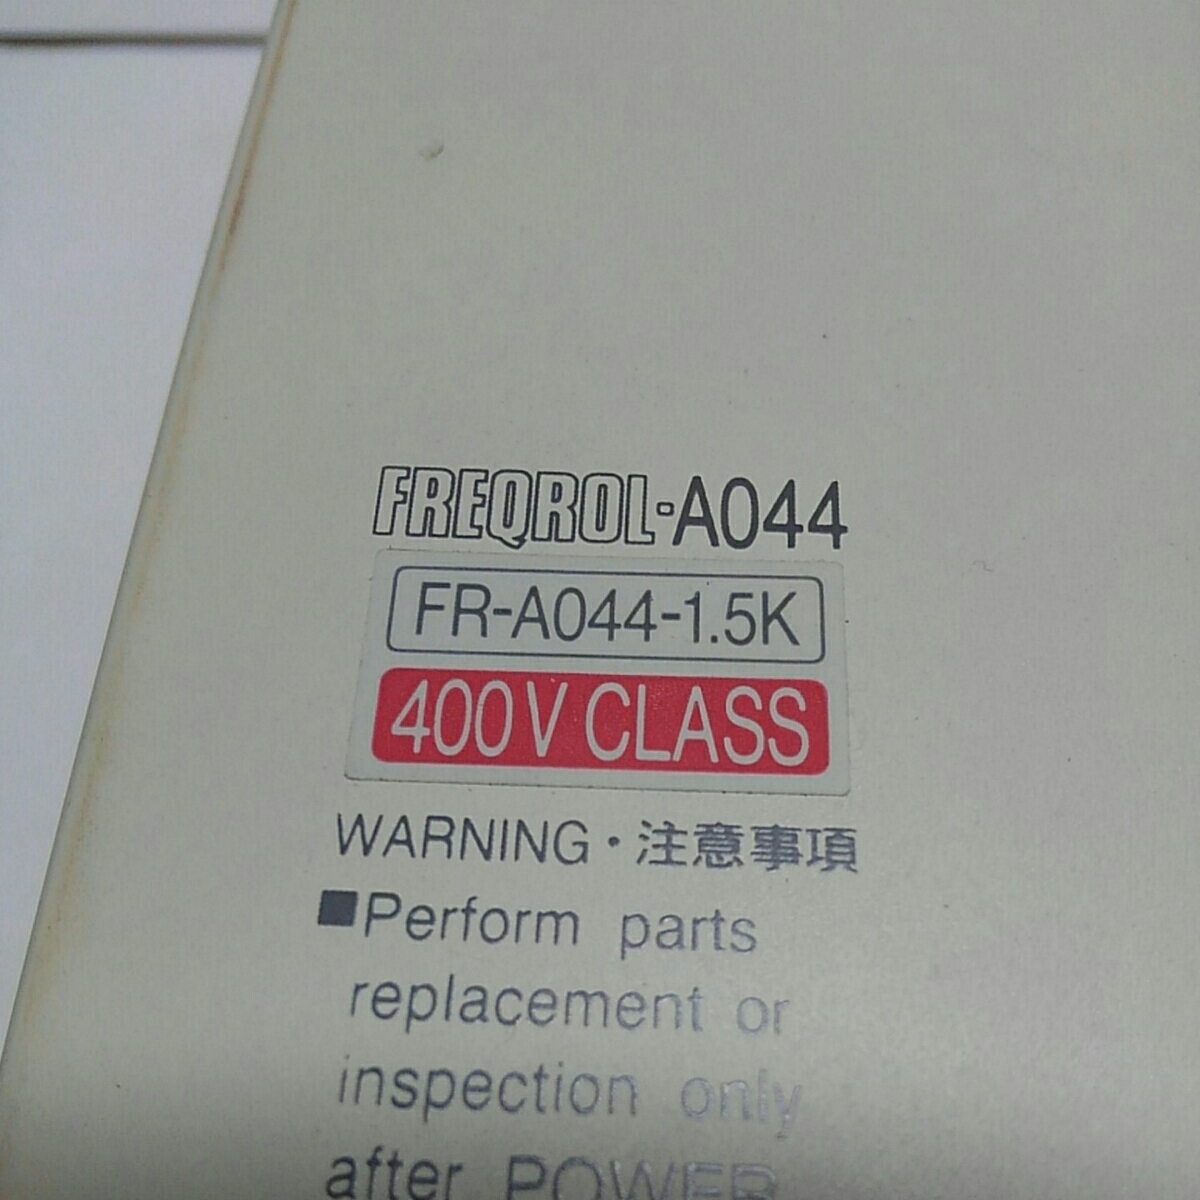 FREQROL-A044
FR-A044-1.5K
400V CLASS
WARNING・注意事項
■Perform parts
replacement or
inspection only
after POWER